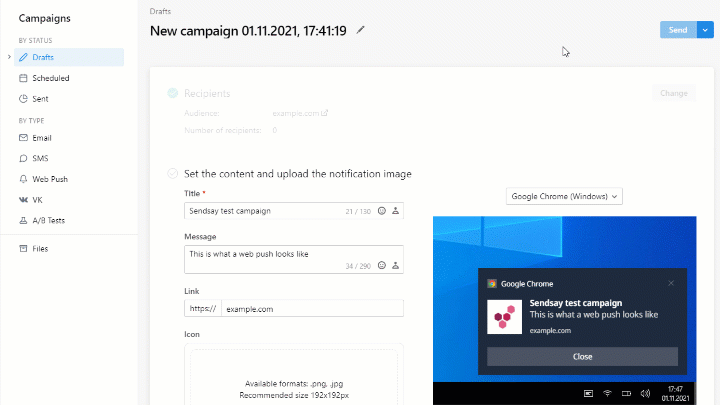 Campaigns
BY STATUS
Drafts
Scheduled
Sent
BY TYPE
Email
SMS
Web Push
VK
A/B Tests
Files
Drafts
New campaign 01.11.2021, 17:41:19
Send
Recipients
Change
Audience: example.com
Number of recipients: 0
Set the content and upload the notification image
Title *
Sendsay test campaign 21 / 130
Message
This is what a web push looks like
34 / 290
Link
https:// example.com
Icon
Available formats: .png, .jpg
Recommended size 192x192px
Google Chrome (Windows)
Google Chrome
Sendsay test campaign
This is what a web push looks like
example.com
Close
17:47
01.11.2021